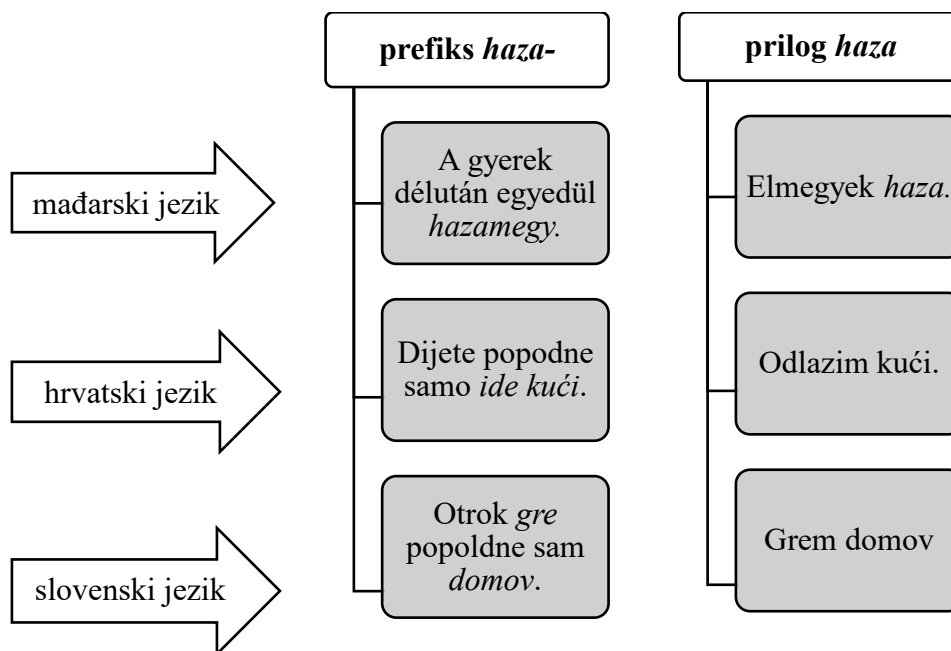 prefiks haza-
prilog haza
mađarski jezik
A gyerek
délután egyedül
hazamegy.
Elmegyek haza.
hrvatski jezik
Dijete popodne
samo ide kući.
Odlazim kući.
slovenski jezik
Otrok gre
popoldne sam
domov.
Grem domov